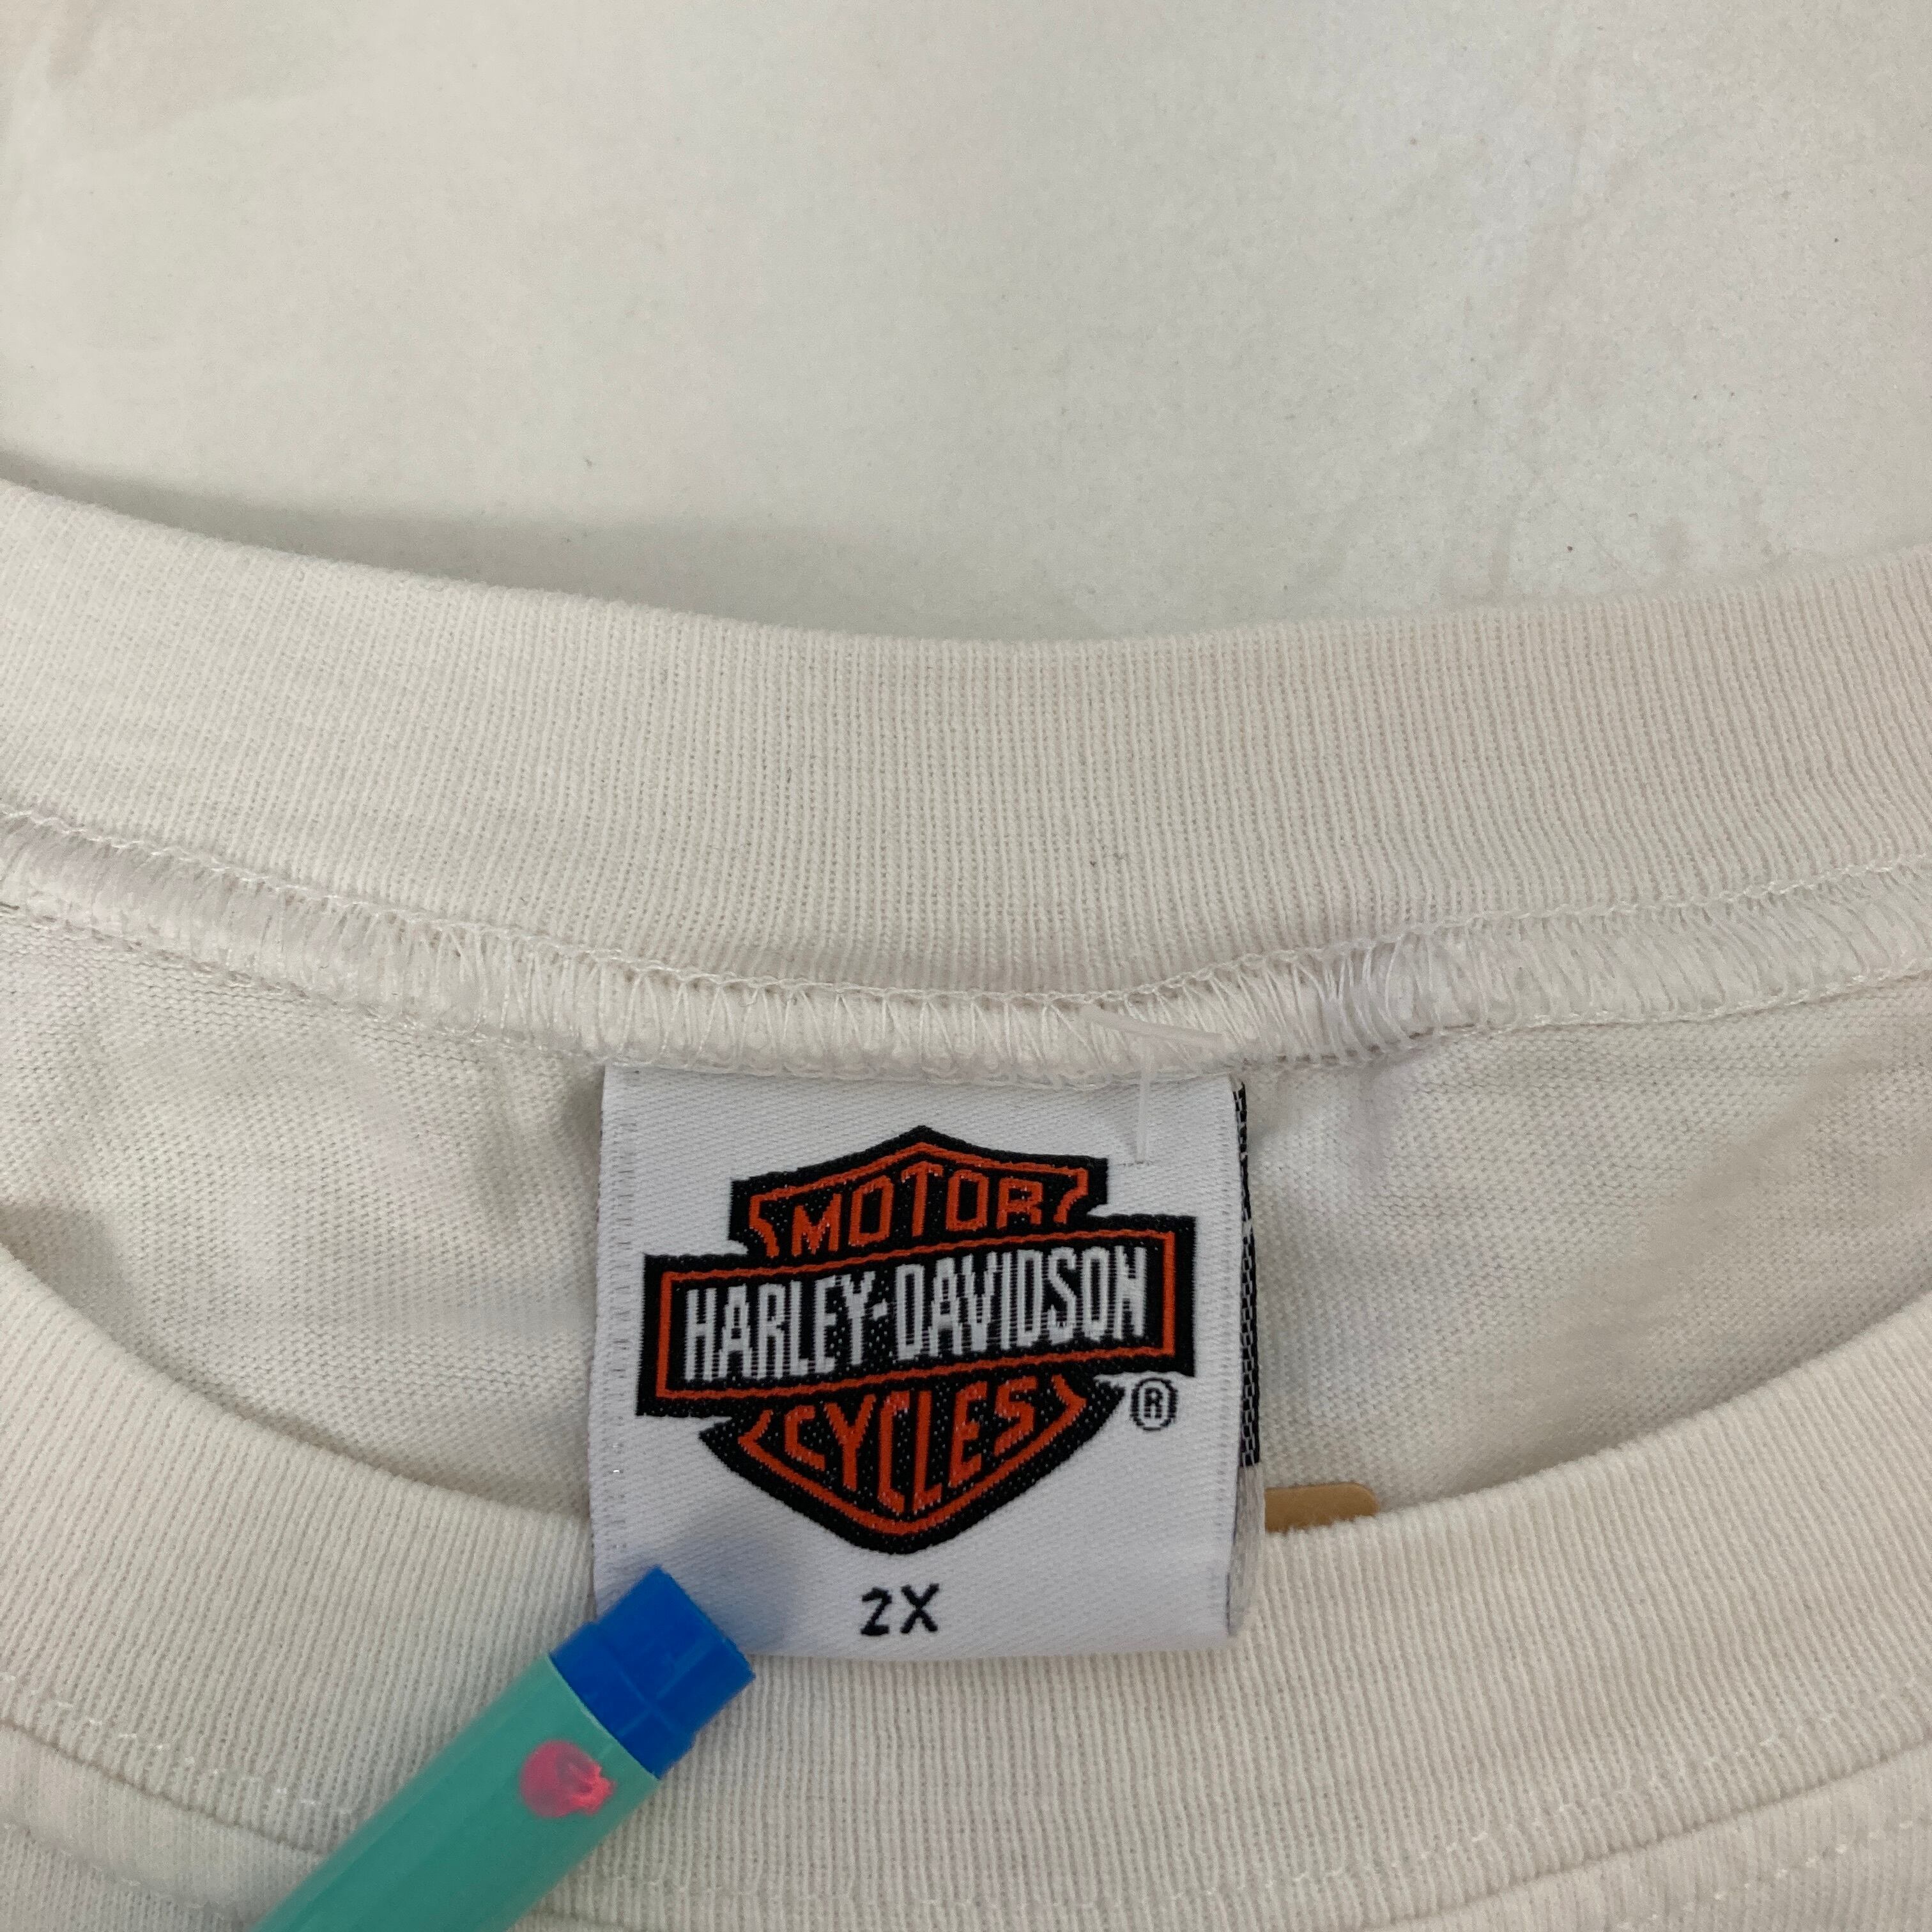 MOTOR
HARLEY-DAVIDSON
CYCLES
®
2X